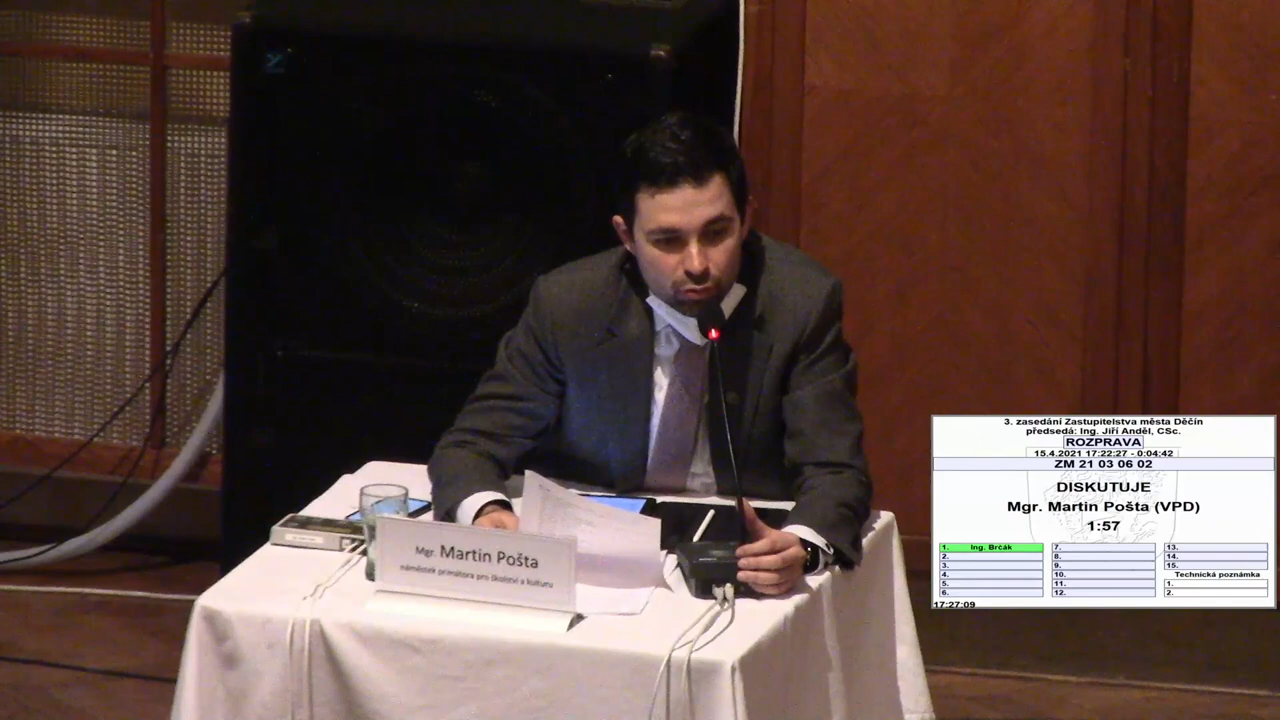 Mgr. Martin Pošta
náměstek primátora pro školství a kulturu
3. zasedání Zastupitelstva města Děčín
předsedá: Ing. Jiří Anděl, CSc.
ROZPRAVA
15.4.2021 17:22:27 - 0:04:42
ZM 21 03 06 02
DISKUTUJE
Mgr. Martin Pošta (VPD)
1:57
1. Ing. Brčák
2.
3.
4.
5.
6.
7.
8.
9.
10.
11.
12.
13.
14.
15.
Technická poznámka
1.
2.
17:27:09